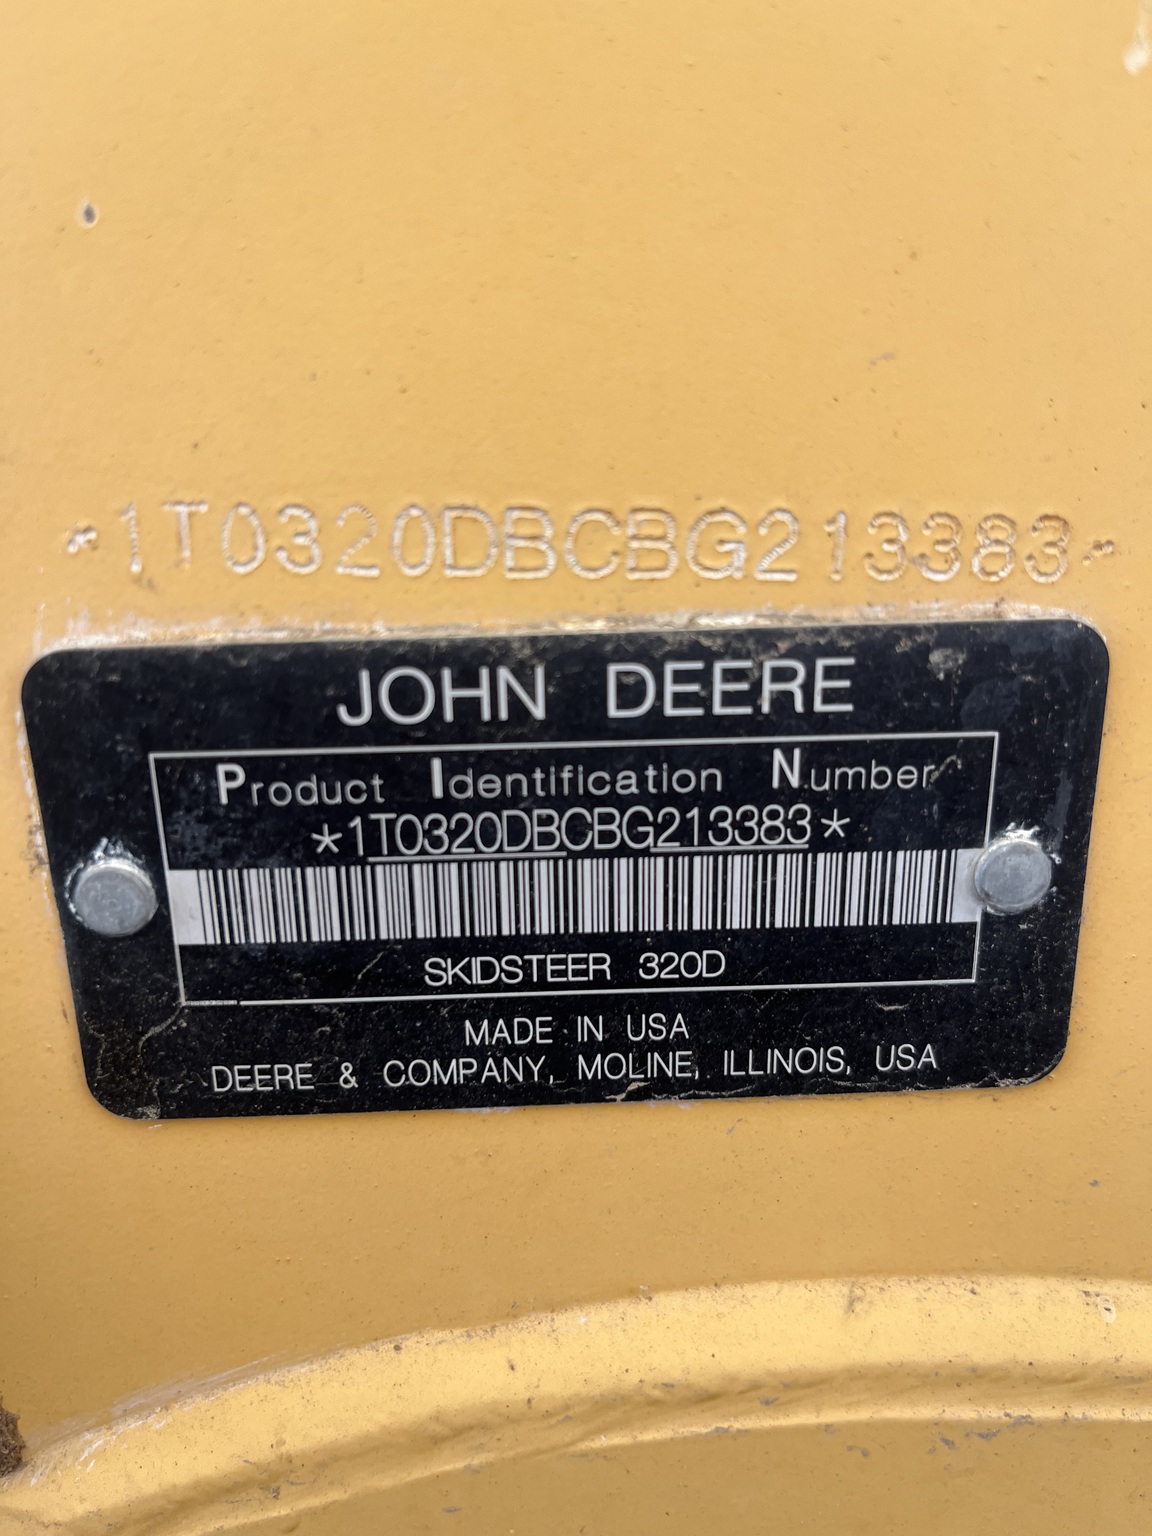 *1T0320DBCBG213383*
JOHN DEERE
Product Identification Number
*1T0320DBCBG213383*
SKIDSTEER 320D
MADE IN USA
DEERE & COMPANY, MOLINE, ILLINOIS, USA